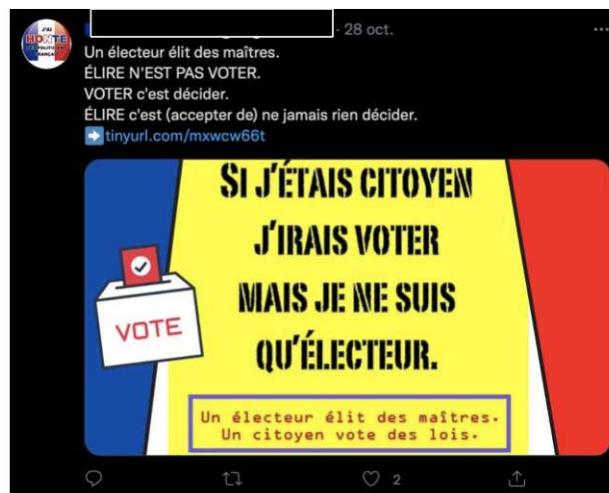 J'AI
HONTE
· 28 oct.
Un électeur élit des maîtres.
ÉLIRE N'EST PAS VOTER.
VOTER c'est décider.
ÉLIRE c'est (accepter de) ne jamais rien décider.
tinyurl.com/mxwcw66t
SI J'ÉTAIS CITOYEN
J'IRAIS VOTER
MAIS JE NE SUIS
QU'ÉLECTEUR.
VOTE
Un électeur élit des maîtres.
Un citoyen vote des lois.
2